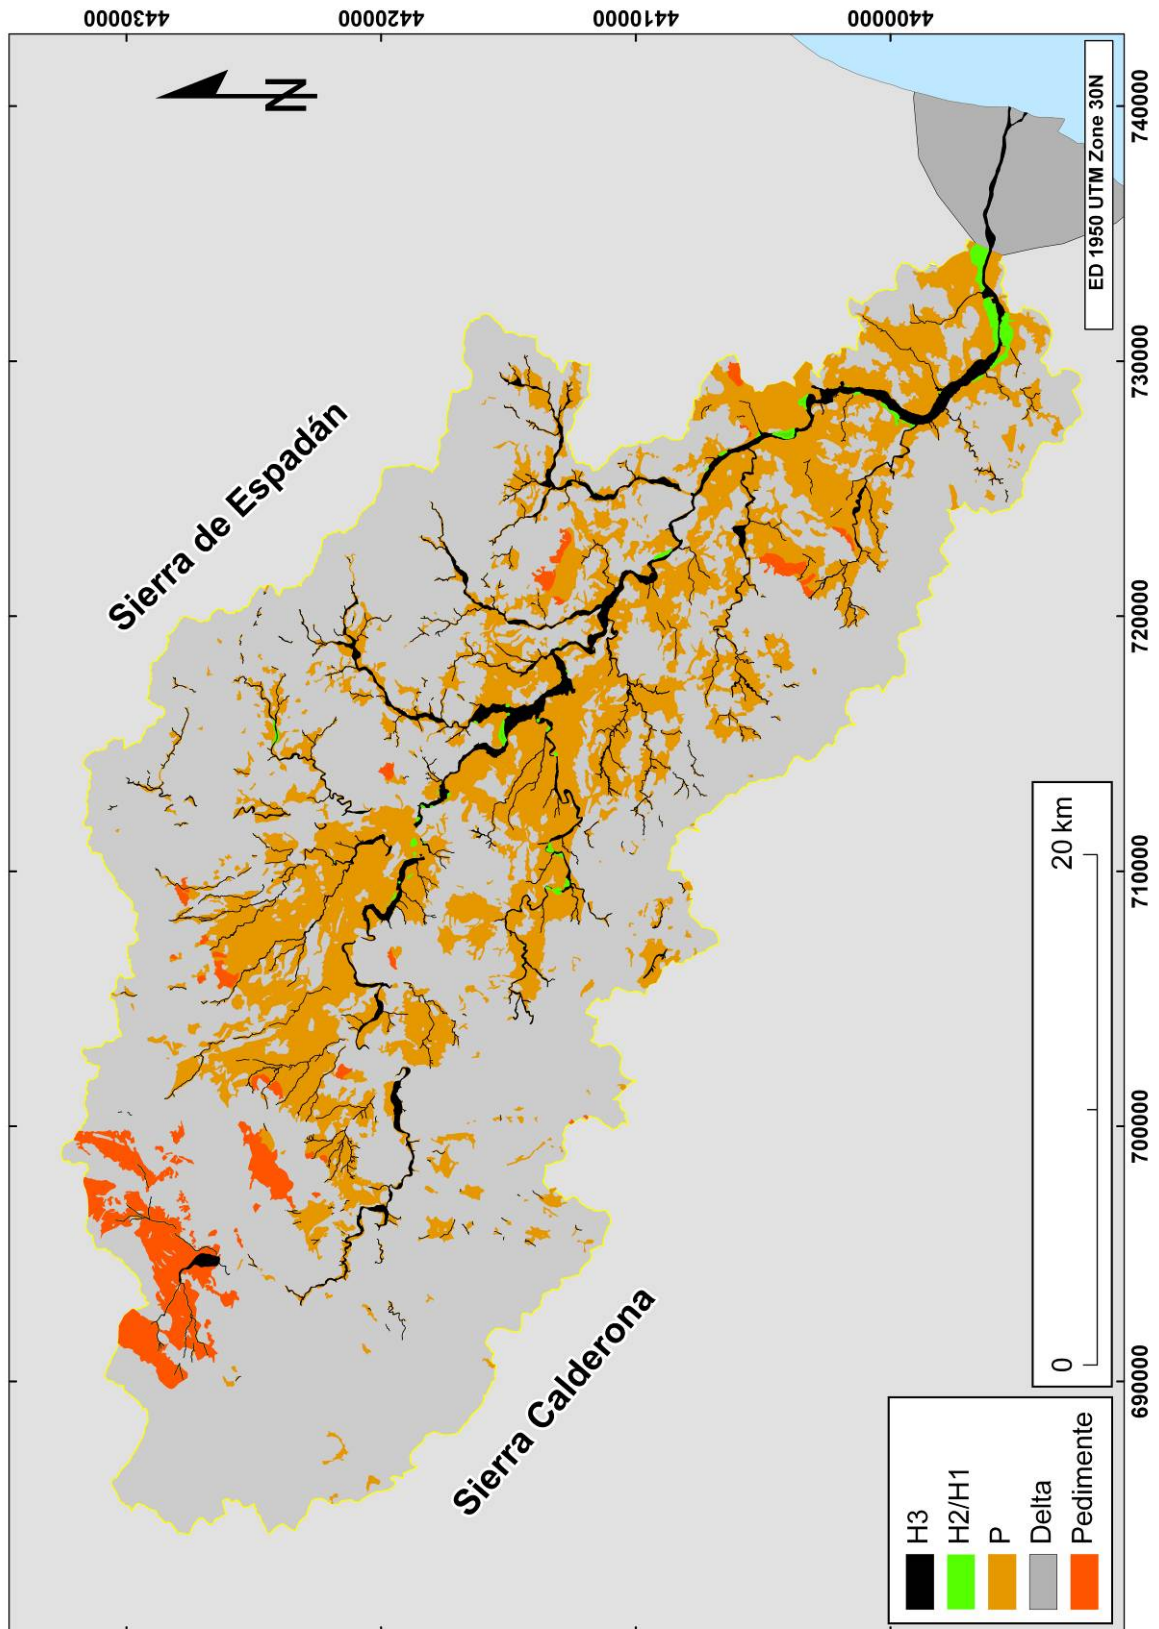 4430000
4420000
4410000
4400000
N
Sierra de Espadán
Sierra Calderona
H3
H2/H1
P
Delta
Pedimente
0
20 km
ED 1950 UTM Zone 30N
690000
700000
710000
720000
730000
740000